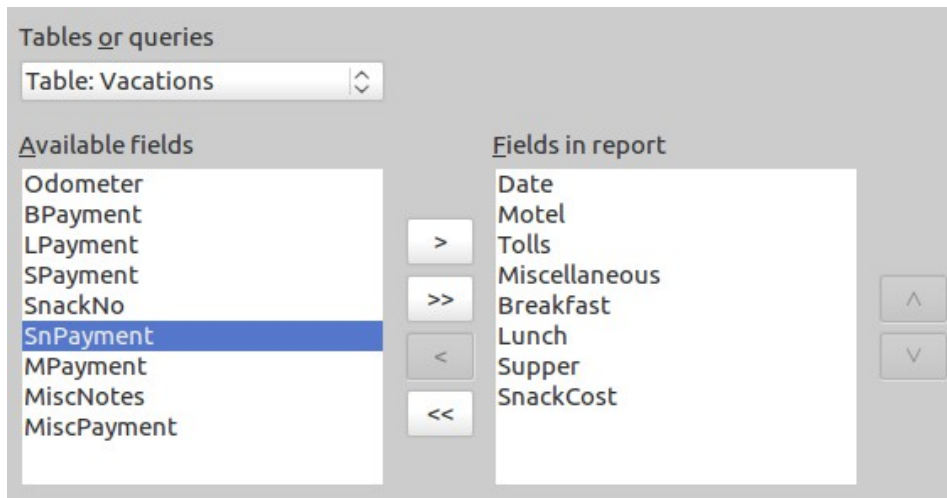 Tables or queries
Table: Vacations
Available fields
Odometer
BPayment
LPayment
SPayment
SnackNo
SnPayment
MPayment
MiscNotes
MiscPayment
>
>>
<
<<
Fields in report
Date
Motel
Tolls
Miscellaneous
Breakfast
Lunch
Supper
SnackCost